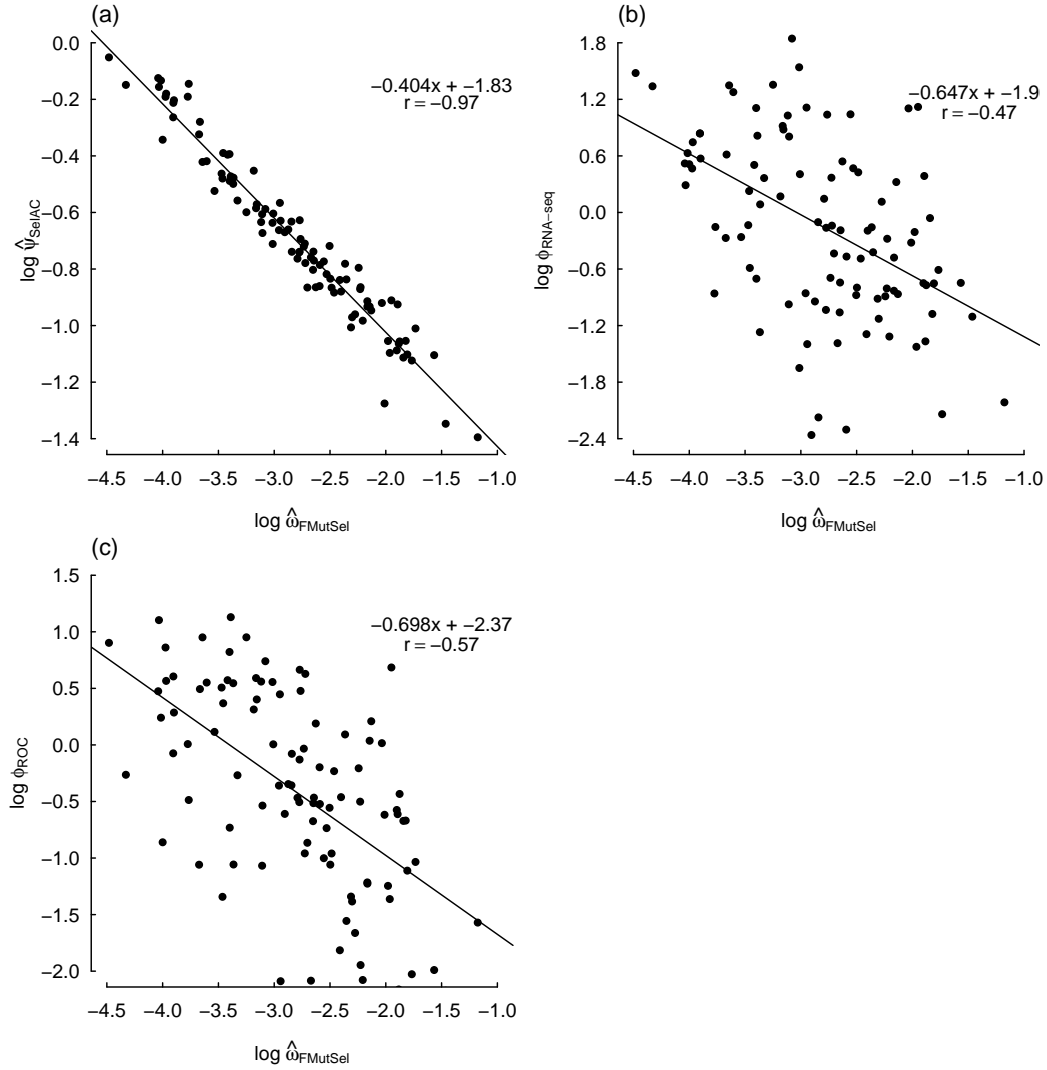 (a)
0.0
−0.2
−0.4
−0.6
−0.8
−1.0
−1.2
−1.4
log ψ̂SelAC
−0.404x + −1.83
r = −0.97
−4.5 −4.0 −3.5 −3.0 −2.5 −2.0 −1.5 −1.0
log ω̂FMutSel
(b)
1.8
1.2
0.6
0.0
−0.6
−1.2
−1.8
−2.4
log ϕRNA−seq
−0.647x + −1.9
r = −0.47
−4.5 −4.0 −3.5 −3.0 −2.5 −2.0 −1.5 −1.0
log ω̂FMutSel
(c)
1.5
1.0
0.5
0.0
−0.5
−1.0
−1.5
−2.0
log ϕROC
−0.698x + −2.37
r = −0.57
−4.5 −4.0 −3.5 −3.0 −2.5 −2.0 −1.5 −1.0
log ω̂FMutSel